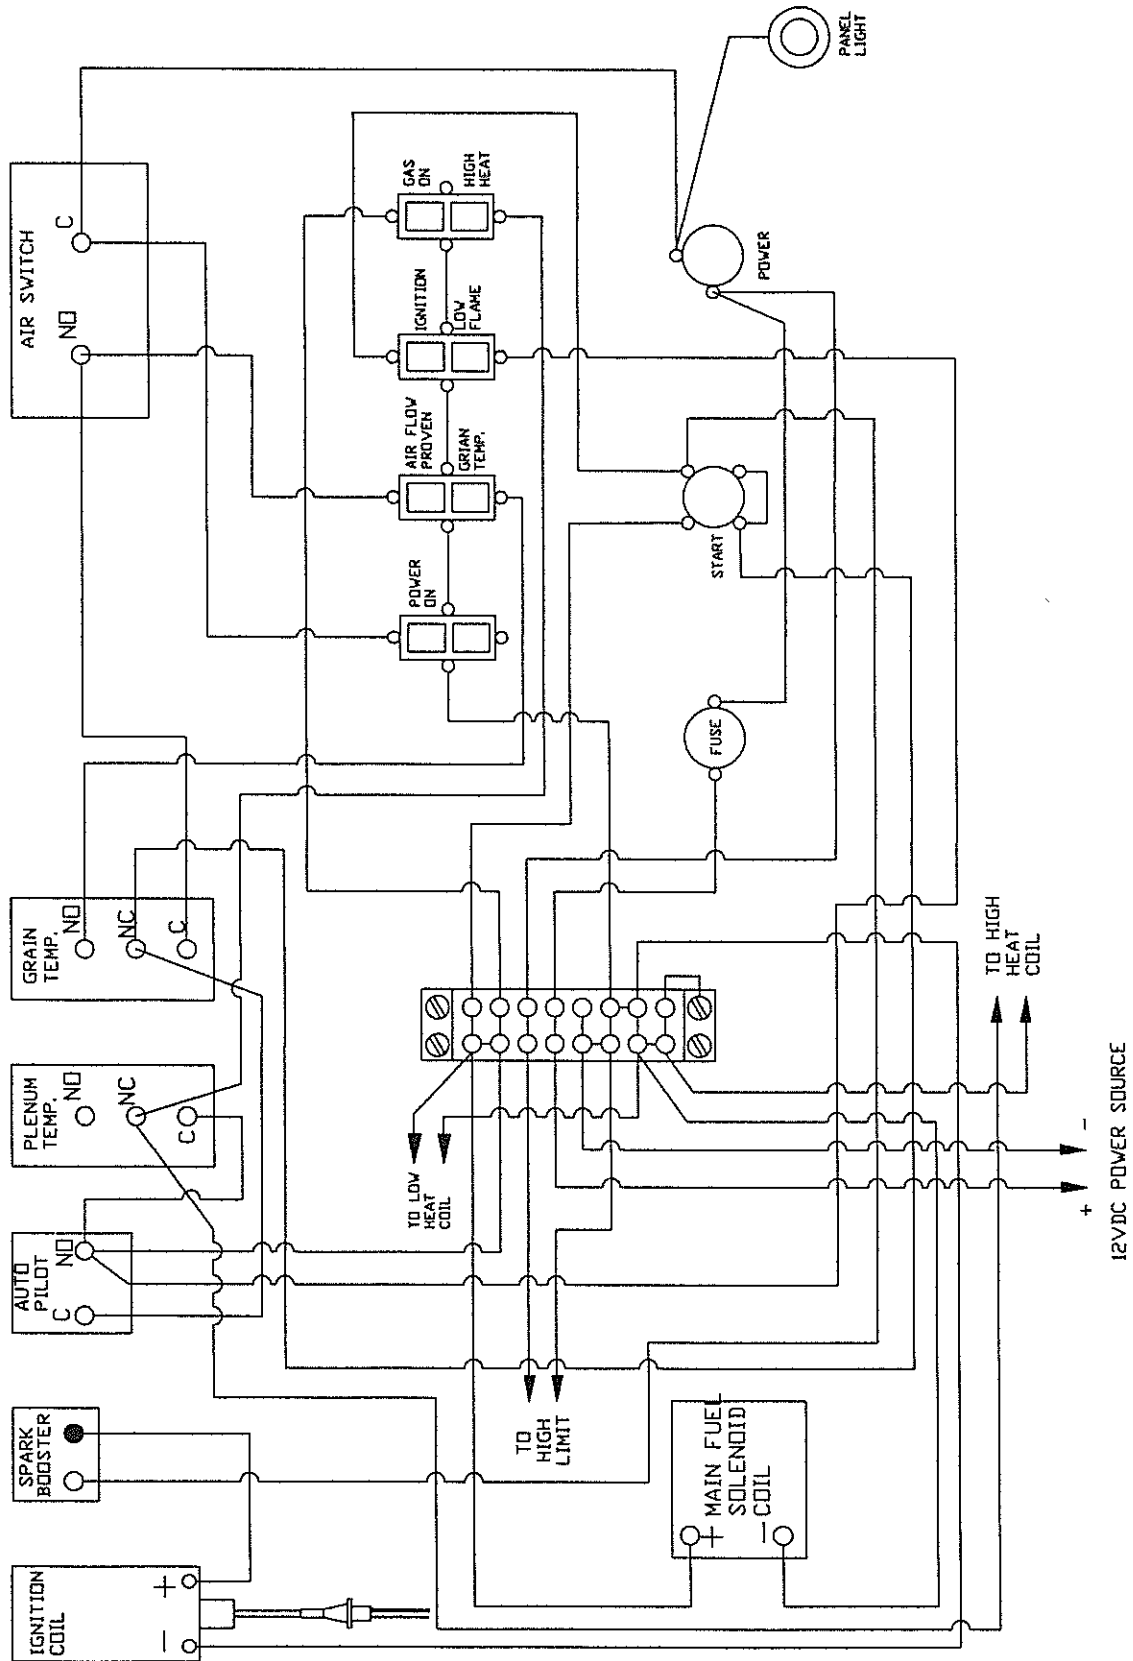 IGNITION
COIL
−
+
SPARK
BOOSTER
AUTO
PILOT
C
NO
PLENUM
TEMP.
NO
NC
C
GRAIN
TEMP.
NO
NC
C
AIR SWITCH
NO
C
POWER
ON
AIR FLOW
PROVEN
GRIAN
TEMP.
IGNITION
LOW
FLAME
GAS
ON
HIGH
HEAT
TO LOW
HEAT
COIL
TO
HIGH
LIMIT
MAIN FUEL
SOLENOID
COIL
+
−
FUSE
START
POWER
PANEL
LIGHT
TO HIGH
HEAT
COIL
+
-
12VDC POWER SOURCE